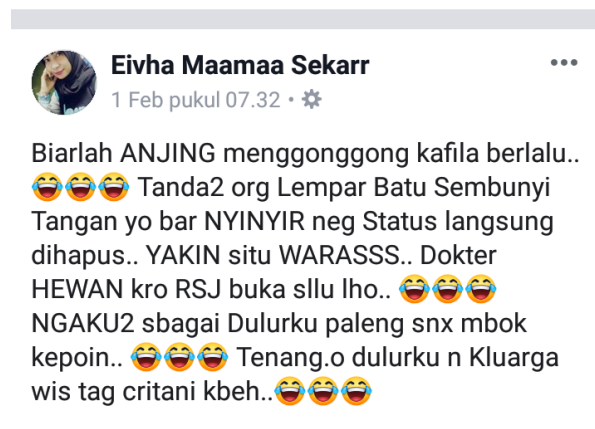 Eivha Maamaa Sekarr
1 Feb pukul 07.32 •
Biarlah ANJING menggonggong kafila berlalu..
😂😂😂 Tanda2 org Lempar Batu Sembunyi
Tangan yo bar NYINYIR neg Status langsung
dihapus.. YAKIN situ WARASSS.. Dokter
HEWAN kro RSJ buka sllu lho.. 😂😂😂
NGAKU2 sbagai Dulurku paleng snx mbok
kepoin.. 😂😂😂 Tenang.o dulurku n Kluarga
wis tag critani kbeh..😂😂😂